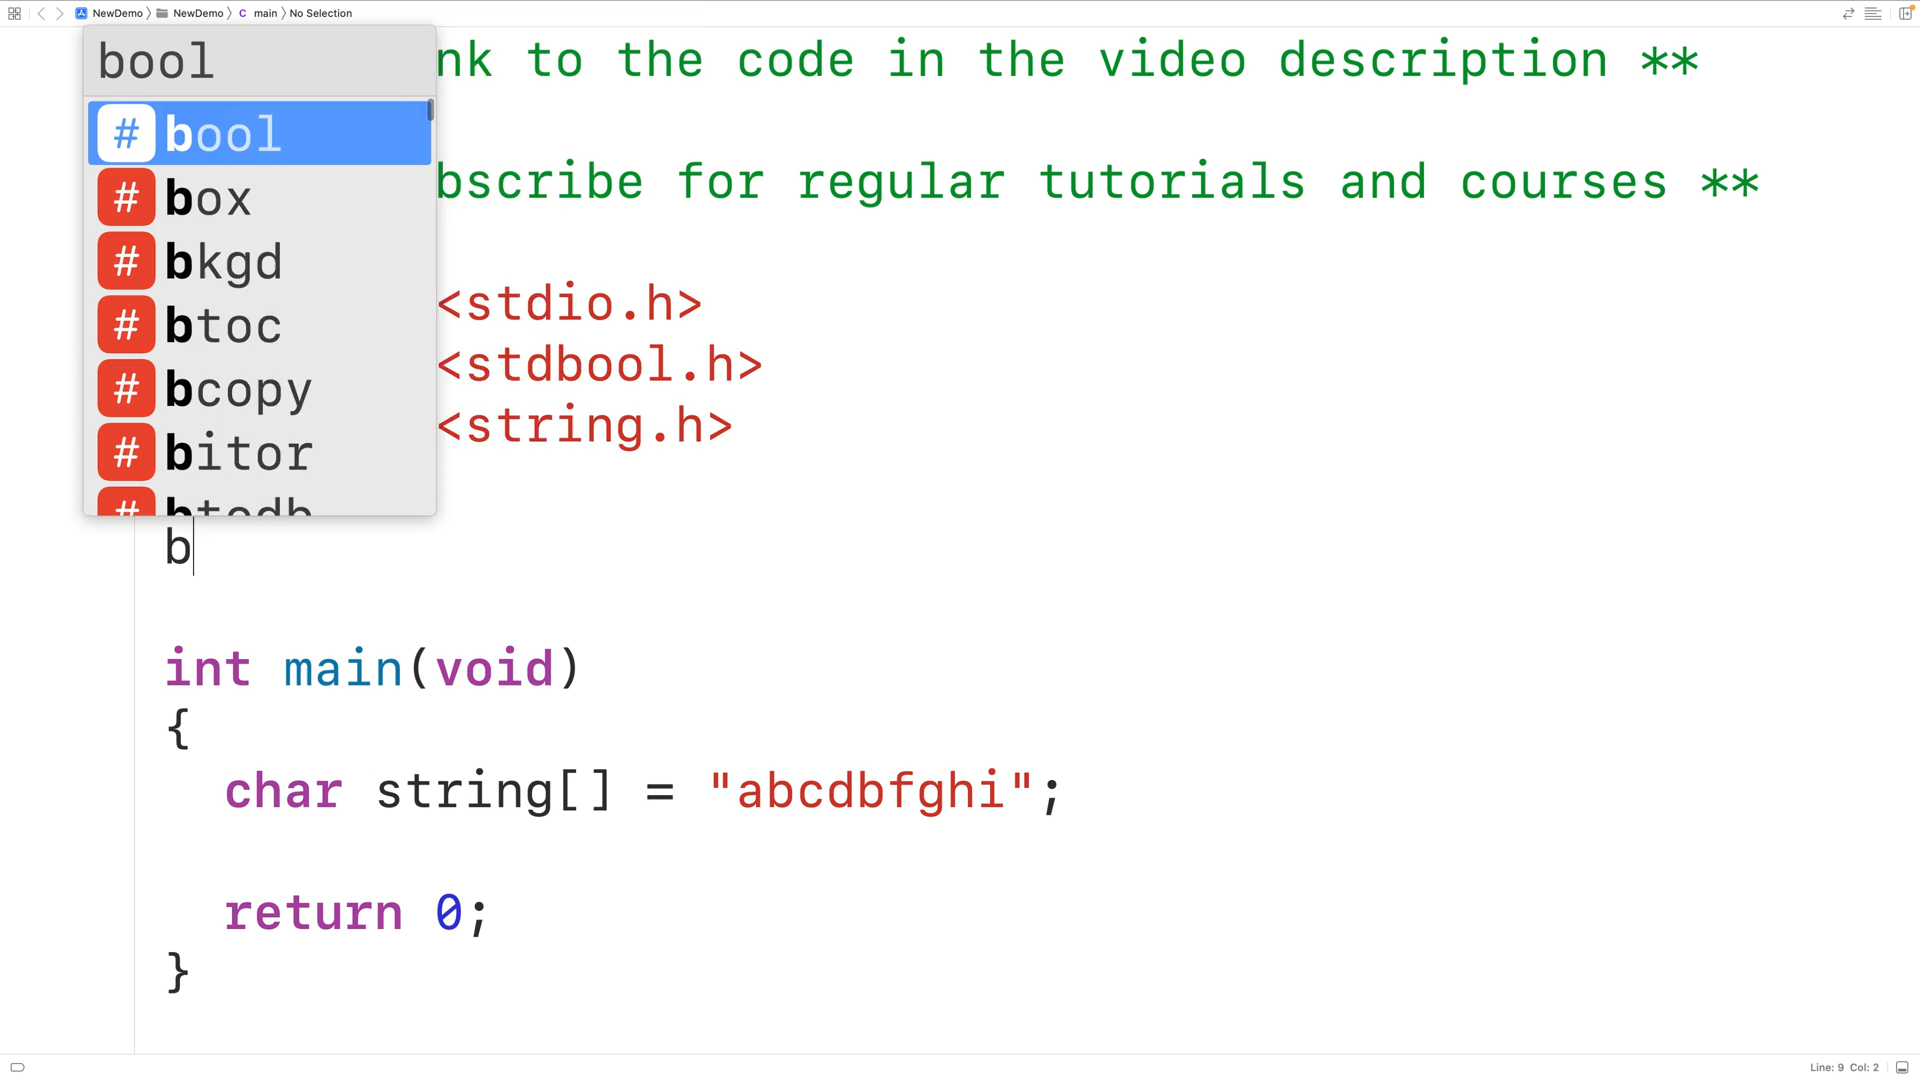 NewDemo NewDemo C main No Selection
bool
nk to the code in the video description **
# bool
bscribe for regular tutorials and courses **
# box
# bkgd
<stdio.h>
# btoc
<stdbool.h>
# bcopy
<string.h>
# bitor
# btodb
b
int main(void)
{
char string[] = "abcdbfghi";
return 0;
}
Line: 9 Col: 2